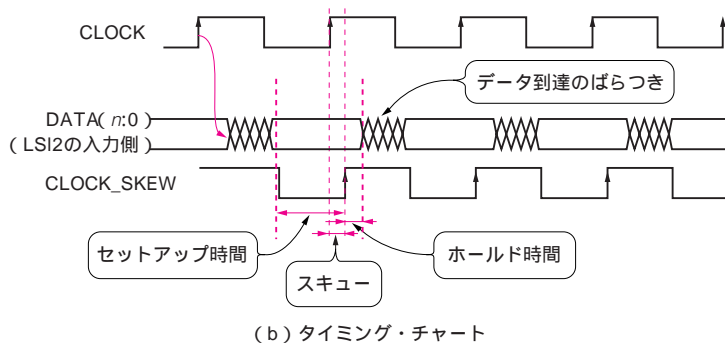 CLOCK
データ到達のばらつき
DATA(n:0)
(LSI2の入力側)
CLOCK_SKEW
セットアップ時間
ホールド時間
スキュー
(b)タイミング・チャート